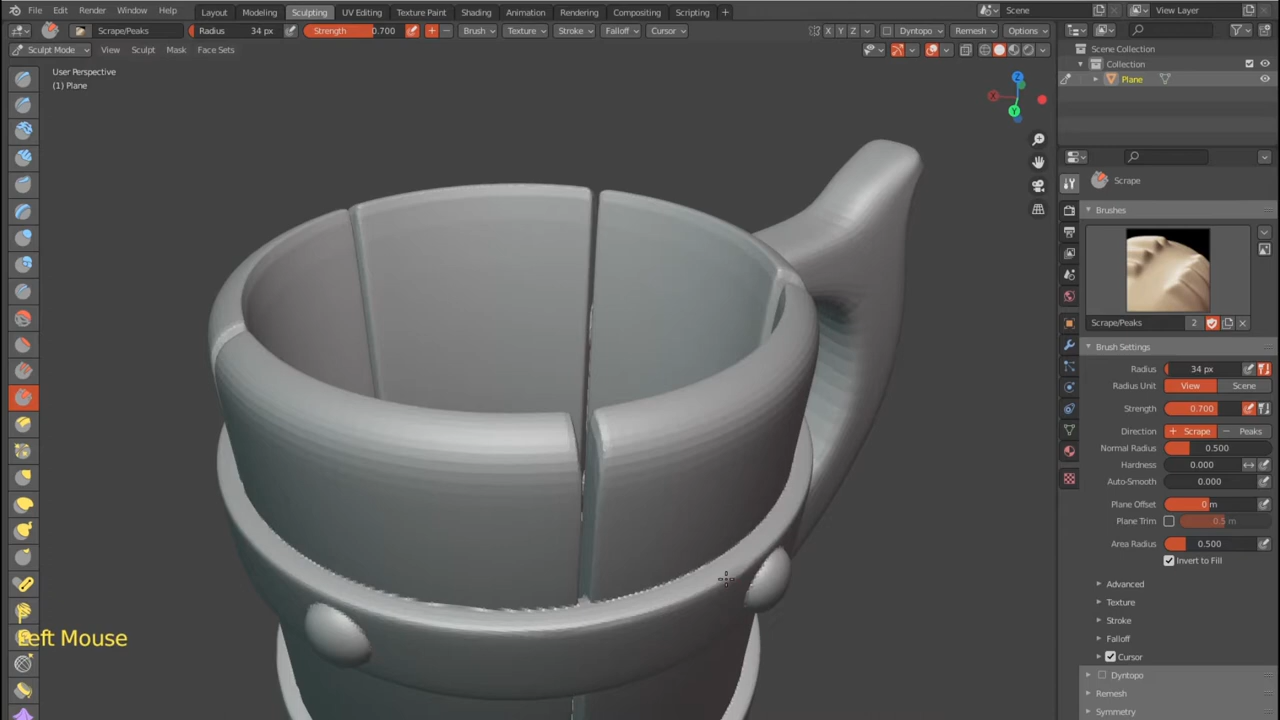 File Edit Render Window Help Layout Modeling Sculpting UV Editing Texture Paint Shading Animation Rendering Compositing Scripting + Scene View Layer
Scrape/Peaks Radius 34 px Strength 0.700 + − Brush Texture Stroke Falloff Cursor X Y Z Dyntopo Remesh Options
Sculpt Mode View Sculpt Mask Face Sets
Scene Collection
Collection
Plane
User Perspective
(1) Plane
Z
X
Y
Scrape
Brushes
Scrape/Peaks 2
Brush Settings
Radius 34 px
Radius Unit View Scene
Strength 0.700
Direction + Scrape − Peaks
Normal Radius 0.500
Hardness 0.000
Auto-Smooth 0.000
Plane Offset 0 m
Plane Trim 0.5 m
Area Radius 0.500
Invert to Fill
Advanced
Texture
Stroke
Falloff
Cursor
Dyntopo
Remesh
Symmetry
Left Mouse